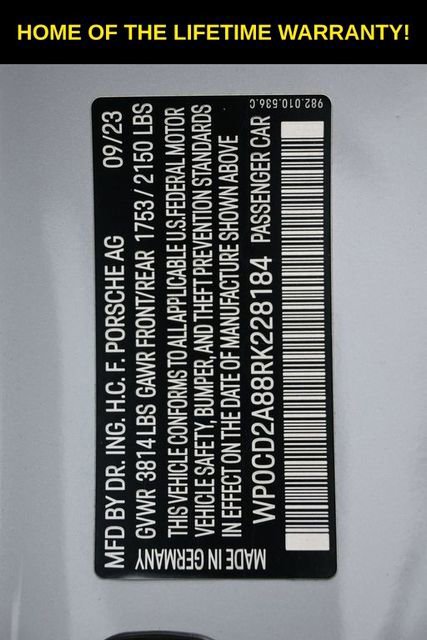 HOME OF THE LIFETIME WARRANTY!
MFD BY DR. ING. H.C. F. PORSCHE AG 09/23
GVWR 3814 LBS GAWR FRONT/REAR 1753 / 2150 LBS
THIS VEHICLE CONFORMS TO ALL APPLICABLE U.S.FEDERAL MOTOR
VEHICLE SAFETY, BUMPER, AND THEFT PREVENTION STANDARDS
IN EFFECT ON THE DATE OF MANUFACTURE SHOWN ABOVE
WP0CD2A88RK228184 PASSENGER CAR
MADE IN GERMANY
982.010.536.C